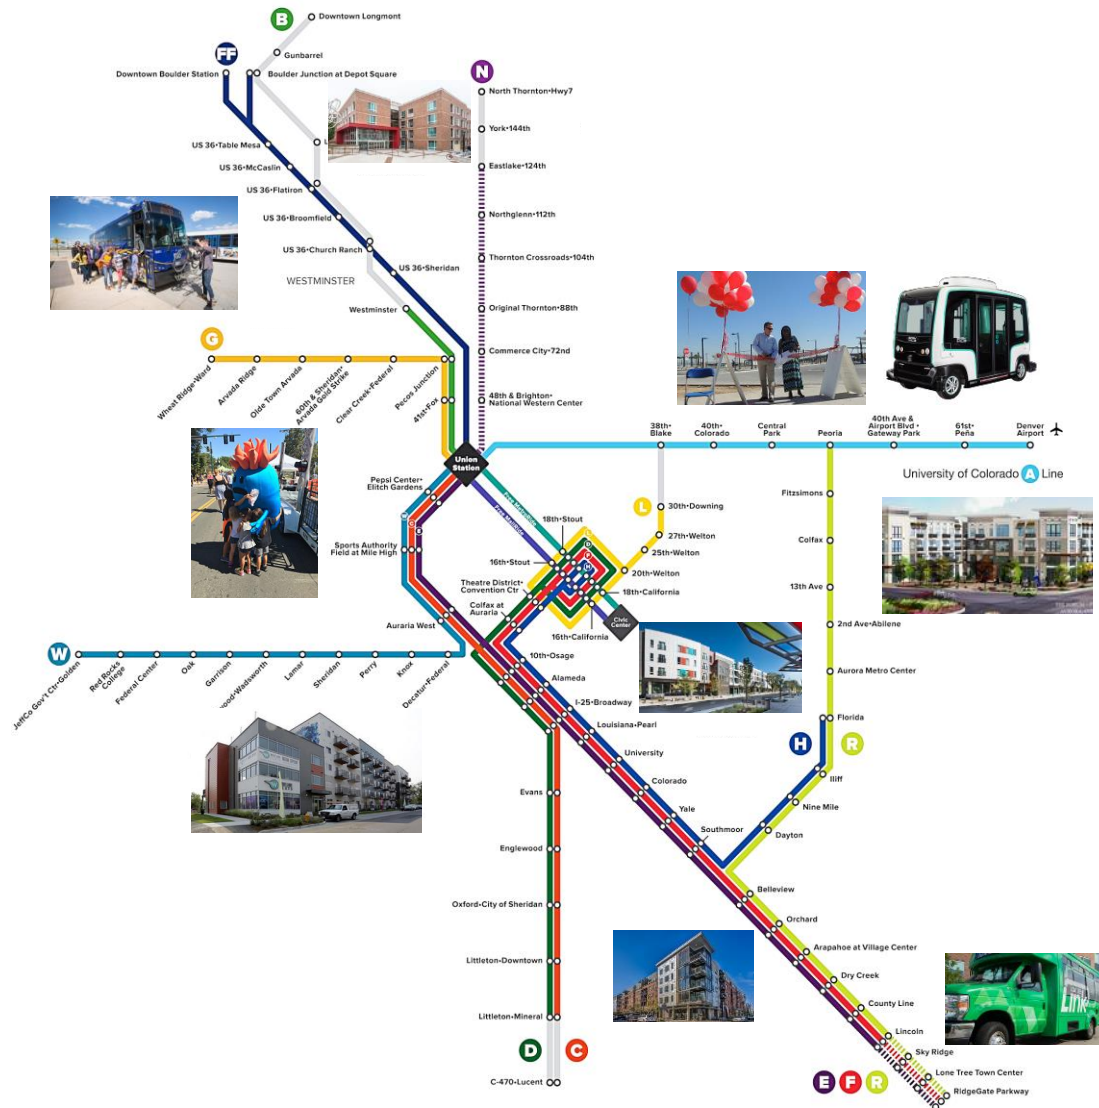 B
Downtown Longmont
Gunbarrel
FF
Downtown Boulder Station
Boulder Junction at Depot Square
N
North Thornton•Hwy7
York•144th
Eastlake•124th
Northglenn•112th
Thornton Crossroads•104th
Original Thornton•88th
Commerce City•72nd
48th & Brighton•
National Western Center
US 36•Table Mesa
US 36•McCaslin
US 36•Flatiron
US 36•Broomfield
US 36•Church Ranch
US 36•Sheridan
WESTMINSTER
Westminster
G
Wheat Ridge•Ward
Arvada Ridge
Olde Town Arvada
60th & Sheridan•
Arvada Gold Strike
Clear Creek•Federal
Pecos Junction
41st•Fox
Union
Station
38th•
Blake
40th•
Colorado
Central
Park
Peoria
40th Ave &
Airport Blvd •
Gateway Park
61st•
Peña
Denver
Airport
University of Colorado A Line
Free MetroRide
Free MallRide
Pepsi Center•
Elitch Gardens
Sports Authority
Field at Mile High
Auraria West
W
C
E
L
30th•Downing
27th•Welton
25th•Welton
20th•Welton
18th•Stout
16th•Stout
18th•California
16th•California
L
D
F
H
Civic
Center
Theatre District•
Convention Ctr
Colfax at
Auraria
W
JeffCo Gov't Ctr•Golden
Red Rocks
College
Federal Center
Oak
Garrison
wood•Wadsworth
Lamar
Sheridan
Perry
Knox
Decatur•Federal
10th•Osage
Alameda
I-25•Broadway
Louisiana•Pearl
University
Colorado
Yale
Southmoor
Evans
Englewood
Oxford•City of Sheridan
Littleton•Downtown
Littleton•Mineral
D
C
C-470•Lucent
Fitzsimons
Colfax
13th Ave
2nd Ave•Abilene
Aurora Metro Center
Florida
H
R
Iliff
Nine Mile
Dayton
Belleview
Orchard
Arapahoe at Village Center
Dry Creek
County Line
Lincoln
Sky Ridge
Lone Tree Town Center
RidgeGate Parkway
E
F
R
Link